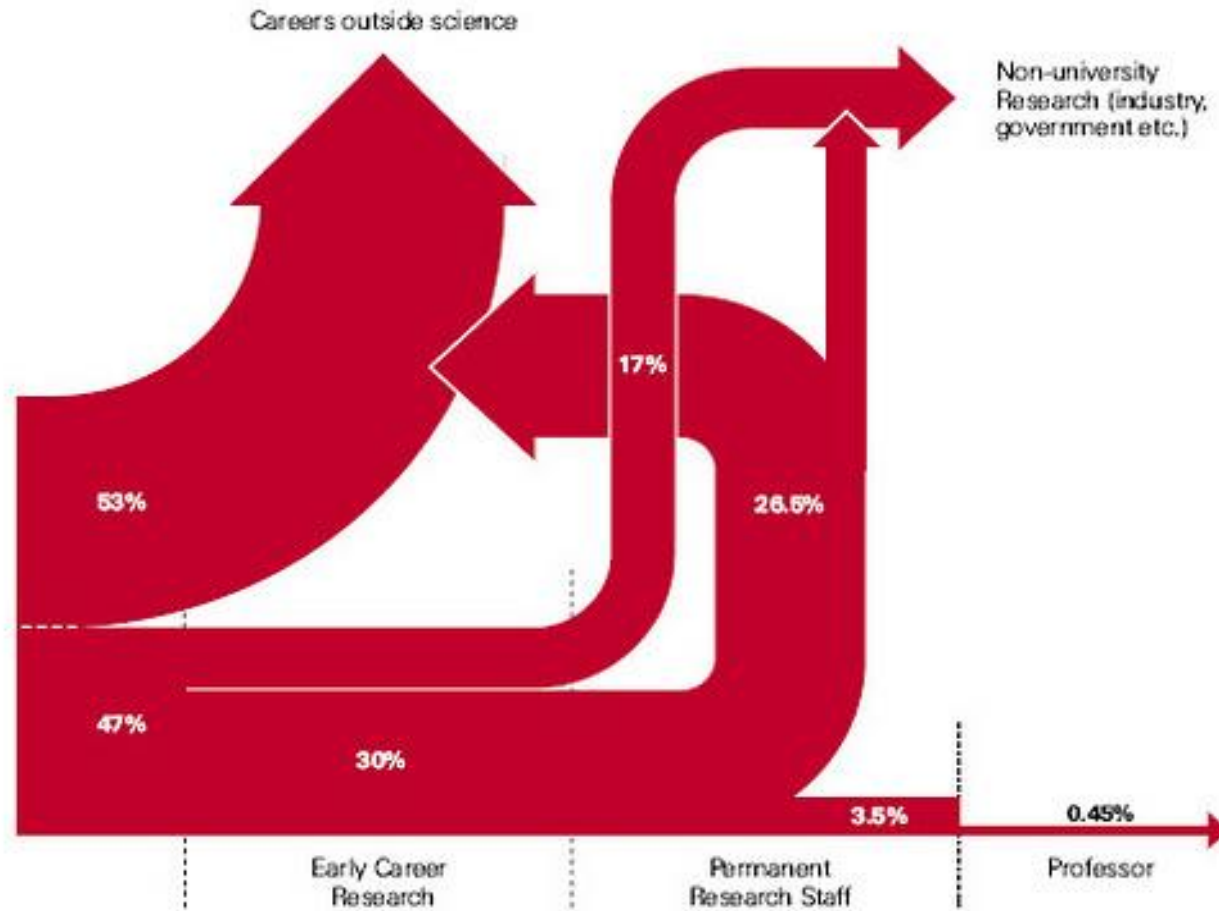 Careers outside science
Non-university
Research (industry,
government etc.)
17%
53%
26.5%
47%
30%
3.5%
0.45%
Early Career
Research
Permanent
Research Staff
Professor